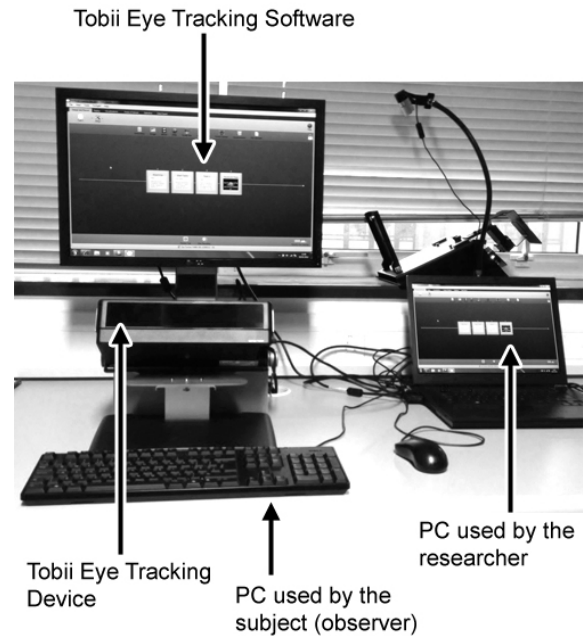 Tobii Eye Tracking Software
PC used by the
researcher
Tobii Eye Tracking
Device
PC used by the
subject (observer)